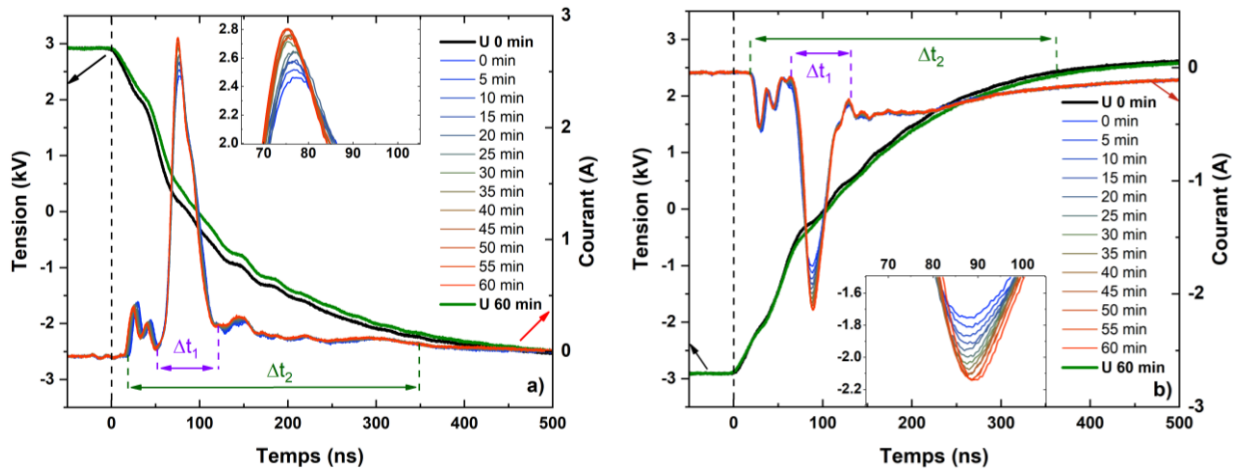 3
2
1
0
-1
-2
-3
Tension (kV)
0
100
200
300
400
500
Temps (ns)
3
2
1
0
Courant (A)
2.8
2.6
2.4
2.2
2.0
70
80
90
100
U 0 min
0 min
5 min
10 min
15 min
20 min
25 min
30 min
35 min
40 min
45 min
50 min
55 min
60 min
U 60 min
Δt1
Δt2
a)
3
2
1
0
-1
-2
-3
Tension (kV)
0
100
200
300
400
500
Temps (ns)
0
-1
-2
-3
Courant (A)
Δt2
Δt1
U 0 min
0 min
5 min
10 min
15 min
20 min
25 min
30 min
35 min
40 min
45 min
50 min
55 min
60 min
U 60 min
70
80
90
100
-1.6
-1.8
-2.0
-2.2
b)